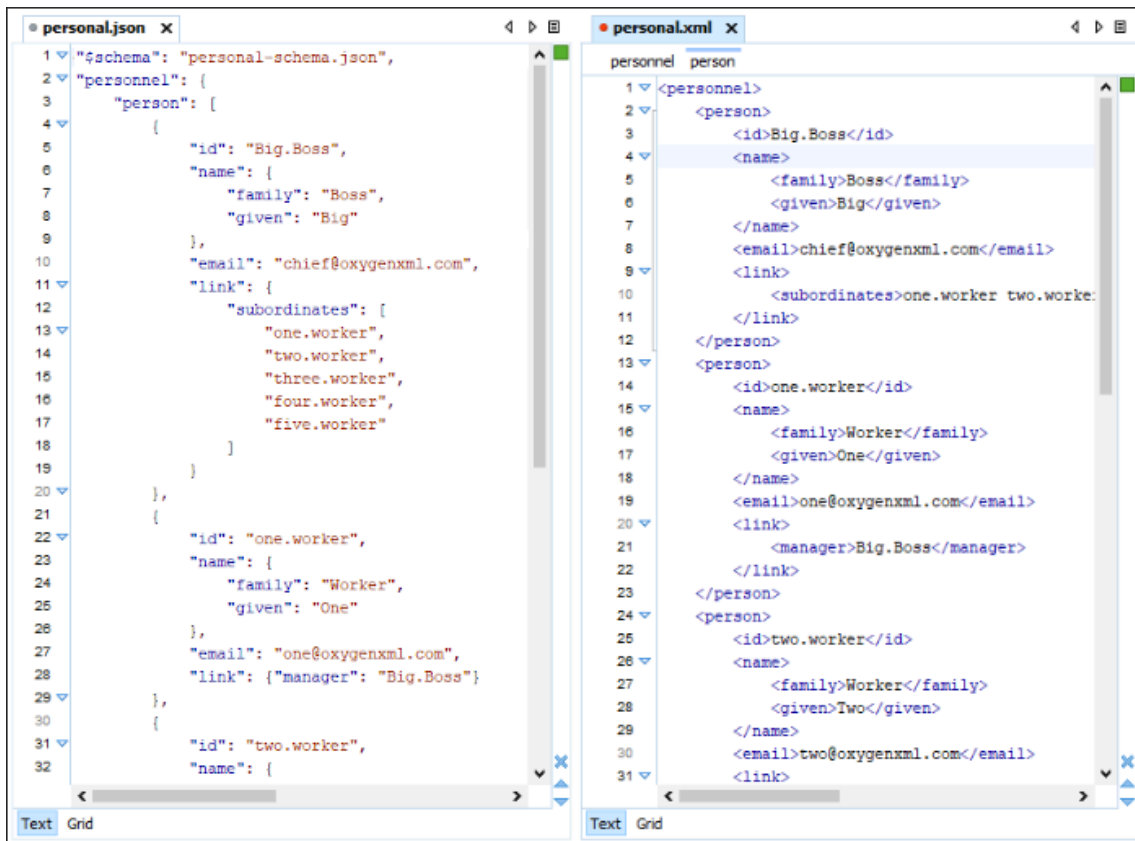 personal.json
1 "$schema": "personal-schema.json",
2 "personnel": {
3 "person": [
4 {
5 "id": "Big.Boss",
6 "name": {
7 "family": "Boss",
8 "given": "Big"
9 },
10 "email": "chief@oxygenxml.com",
11 "link": {
12 "subordinates": [
13 "one.worker",
14 "two.worker",
15 "three.worker",
16 "four.worker",
17 "five.worker"
18 ]
19 }
20 },
21 {
22 "id": "one.worker",
23 "name": {
24 "family": "Worker",
25 "given": "One"
26 },
27 "email": "one@oxygenxml.com",
28 "link": {"manager": "Big.Boss"}
29 },
30 {
31 "id": "two.worker",
32 "name": {
Text Grid
personal.xml
personnel person
1 <personnel>
2 <person>
3 <id>Big.Boss</id>
4 <name>
5 <family>Boss</family>
6 <given>Big</given>
7 </name>
8 <email>chief@oxygenxml.com</email>
9 <link>
10 <subordinates>one.worker two.worke
11 </link>
12 </person>
13 <person>
14 <id>one.worker</id>
15 <name>
16 <family>Worker</family>
17 <given>One</given>
18 </name>
19 <email>one@oxygenxml.com</email>
20 <link>
21 <manager>Big.Boss</manager>
22 </link>
23 </person>
24 <person>
25 <id>two.worker</id>
26 <name>
27 <family>Worker</family>
28 <given>Two</given>
29 </name>
30 <email>two@oxygenxml.com</email>
31 <link>
Text Grid